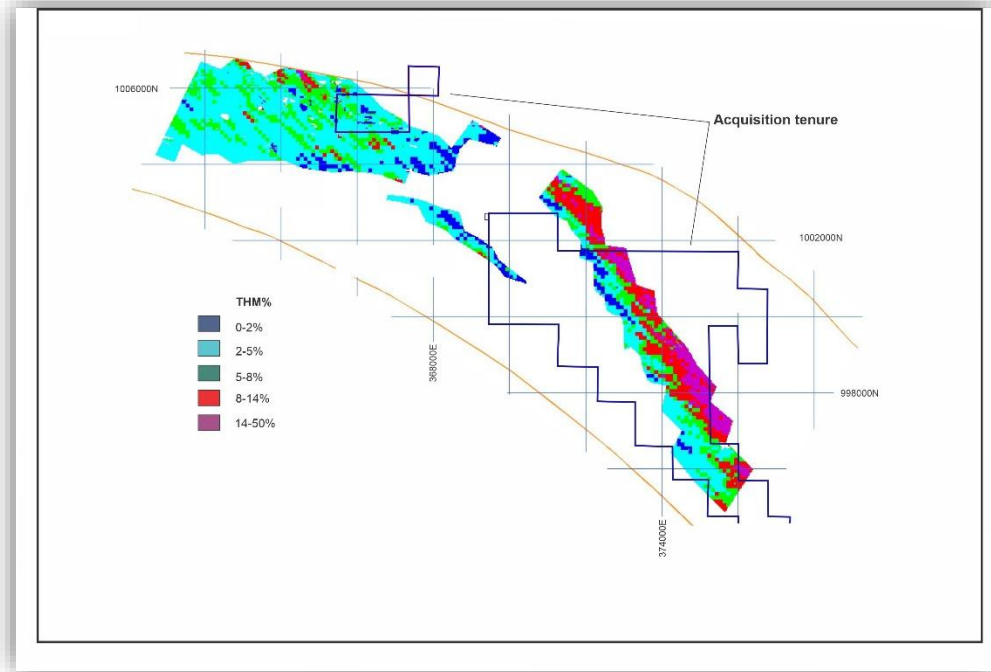 1006000N
Acquisition tenure
1002000N
THM%
0-2%
2-5%
5-8%
8-14%
14-50%
368000E
998000N
374000E